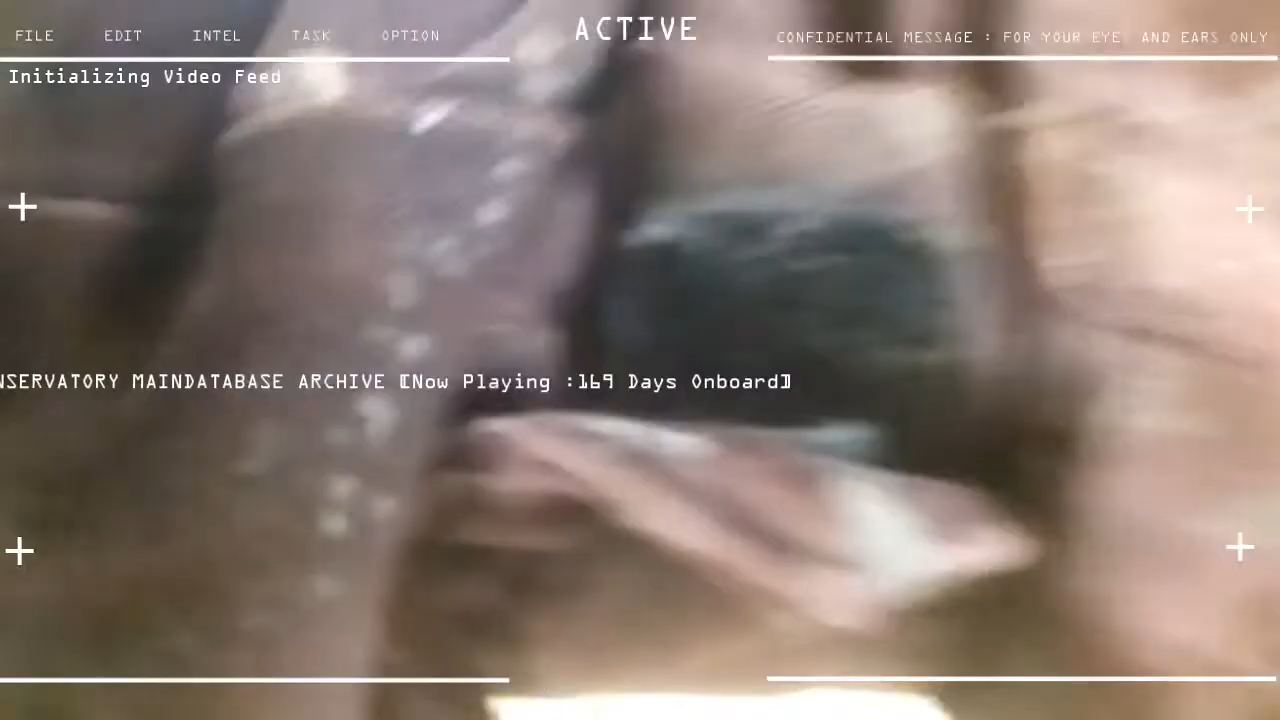 FILE EDIT INTEL TASK OPTION
ACTIVE
CONFIDENTIAL MESSAGE : FOR YOUR EYE AND EARS ONLY
Initializing Video Feed
NSERVATORY MAINDATABASE ARCHIVE [Now Playing :169 Days Onboard]